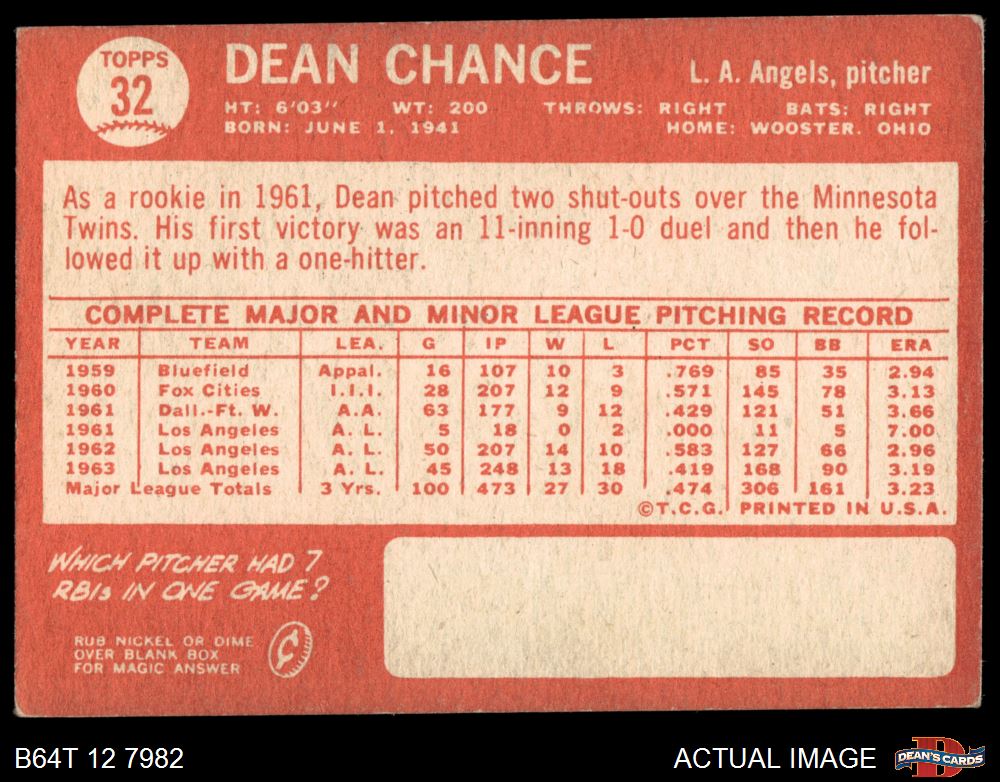 TOPPS
32
DEAN CHANCE
L. A. Angels, pitcher
HT: 6'03'' WT: 200 THROWS: RIGHT BATS: RIGHT
BORN: JUNE 1, 1941 HOME: WOOSTER. OHIO
As a rookie in 1961, Dean pitched two shut-outs over the Minnesota
Twins. His first victory was an 11-inning 1-0 duel and then he fol-
lowed it up with a one-hitter.
COMPLETE MAJOR AND MINOR LEAGUE PITCHING RECORD
YEAR TEAM LEA. G IP W L PCT SO BB ERA
1959 Bluefield Appal. 16 107 10 3 .769 85 35 2.94
1960 Fox Cities I.I.I. 28 207 12 9 .571 145 78 3.13
1961 Dall.-Ft. W. A.A. 63 177 9 12 .429 121 51 3.66
1961 Los Angeles A. L. 5 18 0 2 .000 11 5 7.00
1962 Los Angeles A. L. 50 207 14 10 .583 127 66 2.96
1963 Los Angeles A. L. 45 248 13 18 .419 168 90 3.19
Major League Totals 3 Yrs. 100 473 27 30 .474 306 161 3.23
©T.C.G. PRINTED IN U.S.A.
WHICH PITCHER HAD 7
RBIs IN ONE GAME?
RUB NICKEL OR DIME
OVER BLANK BOX
FOR MAGIC ANSWER
¢
B64T 12 7982
ACTUAL IMAGE
D
DEAN'S CARDS